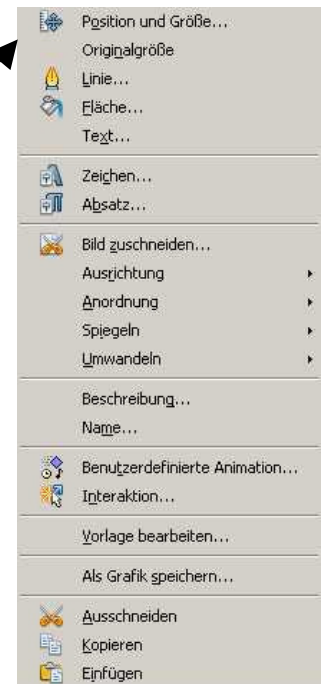 Position und Größe...
Originalgröße
Linie...
Fläche...
Text...
Zeichen...
Absatz...
Bild zuschneiden...
Ausrichtung
Anordnung
Spiegeln
Umwandeln
Beschreibung...
Name...
Benutzerdefinierte Animation...
Interaktion...
Vorlage bearbeiten...
Als Grafik speichern...
Ausschneiden
Kopieren
Einfügen